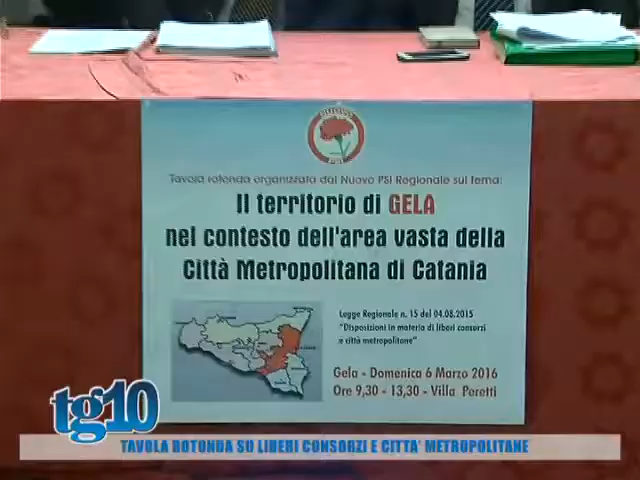 NUOVO
PSI
Tavola rotonda organizzata dal Nuovo PSI Regionale sul tema:
Il territorio di GELA
nel contesto dell'area vasta della
Città Metropolitana di Catania
Legge Regionale n. 15 del 04.08.2015
"Disposizioni in materia di liberi consorzi
e città metropolitane"
Gela - Domenica 6 Marzo 2016
Ore 9,30 - 13,30 - Villa Peretti
tg10
TAVOLA ROTONDA SU LIBERI CONSORZI E CITTA' METROPOLITANE